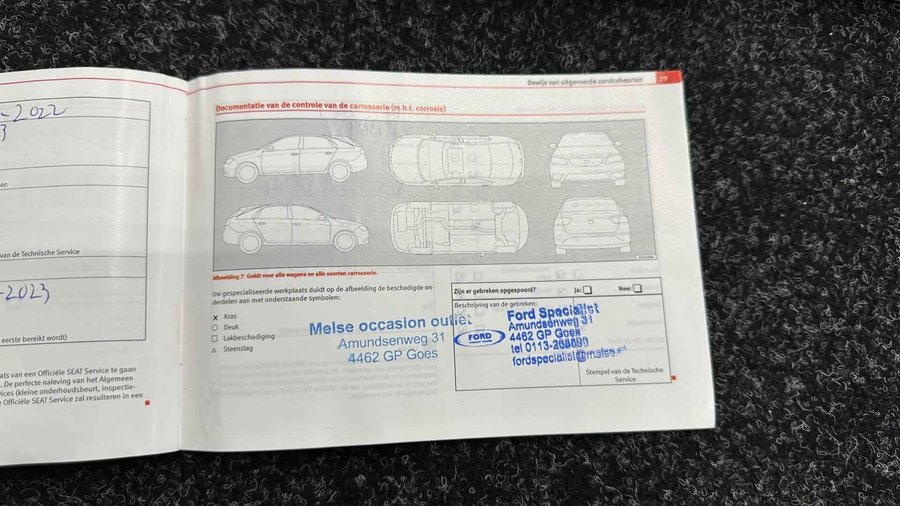 -2022
3
or:
van de Technische Service
-2023
eerste bereikt wordt)
ats van een Officiële SEAT Service te gaan
. De perfecte naleving van het Algemeen
ices (kleine onderhoudsbeurt, inspectie-
e Officiële SEAT Service zal resulteren in een
Bewijs van uitgevoerde servicebeurten 29
Documentatie van de controle van de carrosserie (m.b.t. corrosie)
Afbeelding 7 Geldt voor alle wagens en alle soorten carrosserie.
Uw gespecialiseerde werkplaats duidt op de afbeelding de beschadigde on-
derdelen aan met onderstaande symbolen:
x Kras
○ Deuk
□ Lakbeschadiging
△ Steenslag
Melse occasion outlet
Amundsenweg 31
4462 GP Goes
Zijn er gebreken opgespoord? Ja: Nee:
Beschrijving van de gebreken:
FORD
Ford Specialist
Amundsenweg 31
4462 GP Goes
tel
Stempel van de Technische
Service